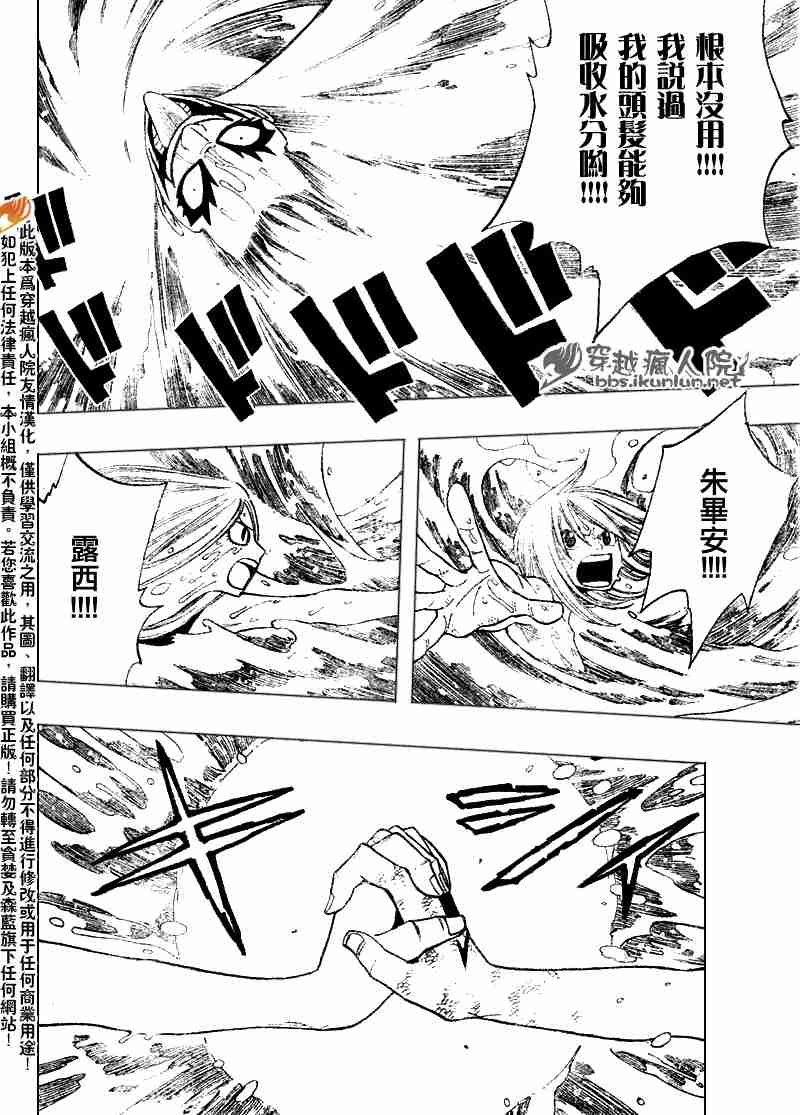 根本沒用!!!!
我説過
我的頭髮能夠
吸收水分喲!!!!
ドドドドド
穿越瘋人院
bbs.ikunlun.net
朱畢安!!!!
露西!!!!
此版本爲穿越瘋人院友情漢化，僅供學習交流之用，其圖、翻譯以及任何部分不得進行修改或用于任何商業用途！
如犯上任何法律責任，本小組概不負責。若您喜歡此作品，請購買正版！請勿轉至貪婪及森藍旗下任何網站！